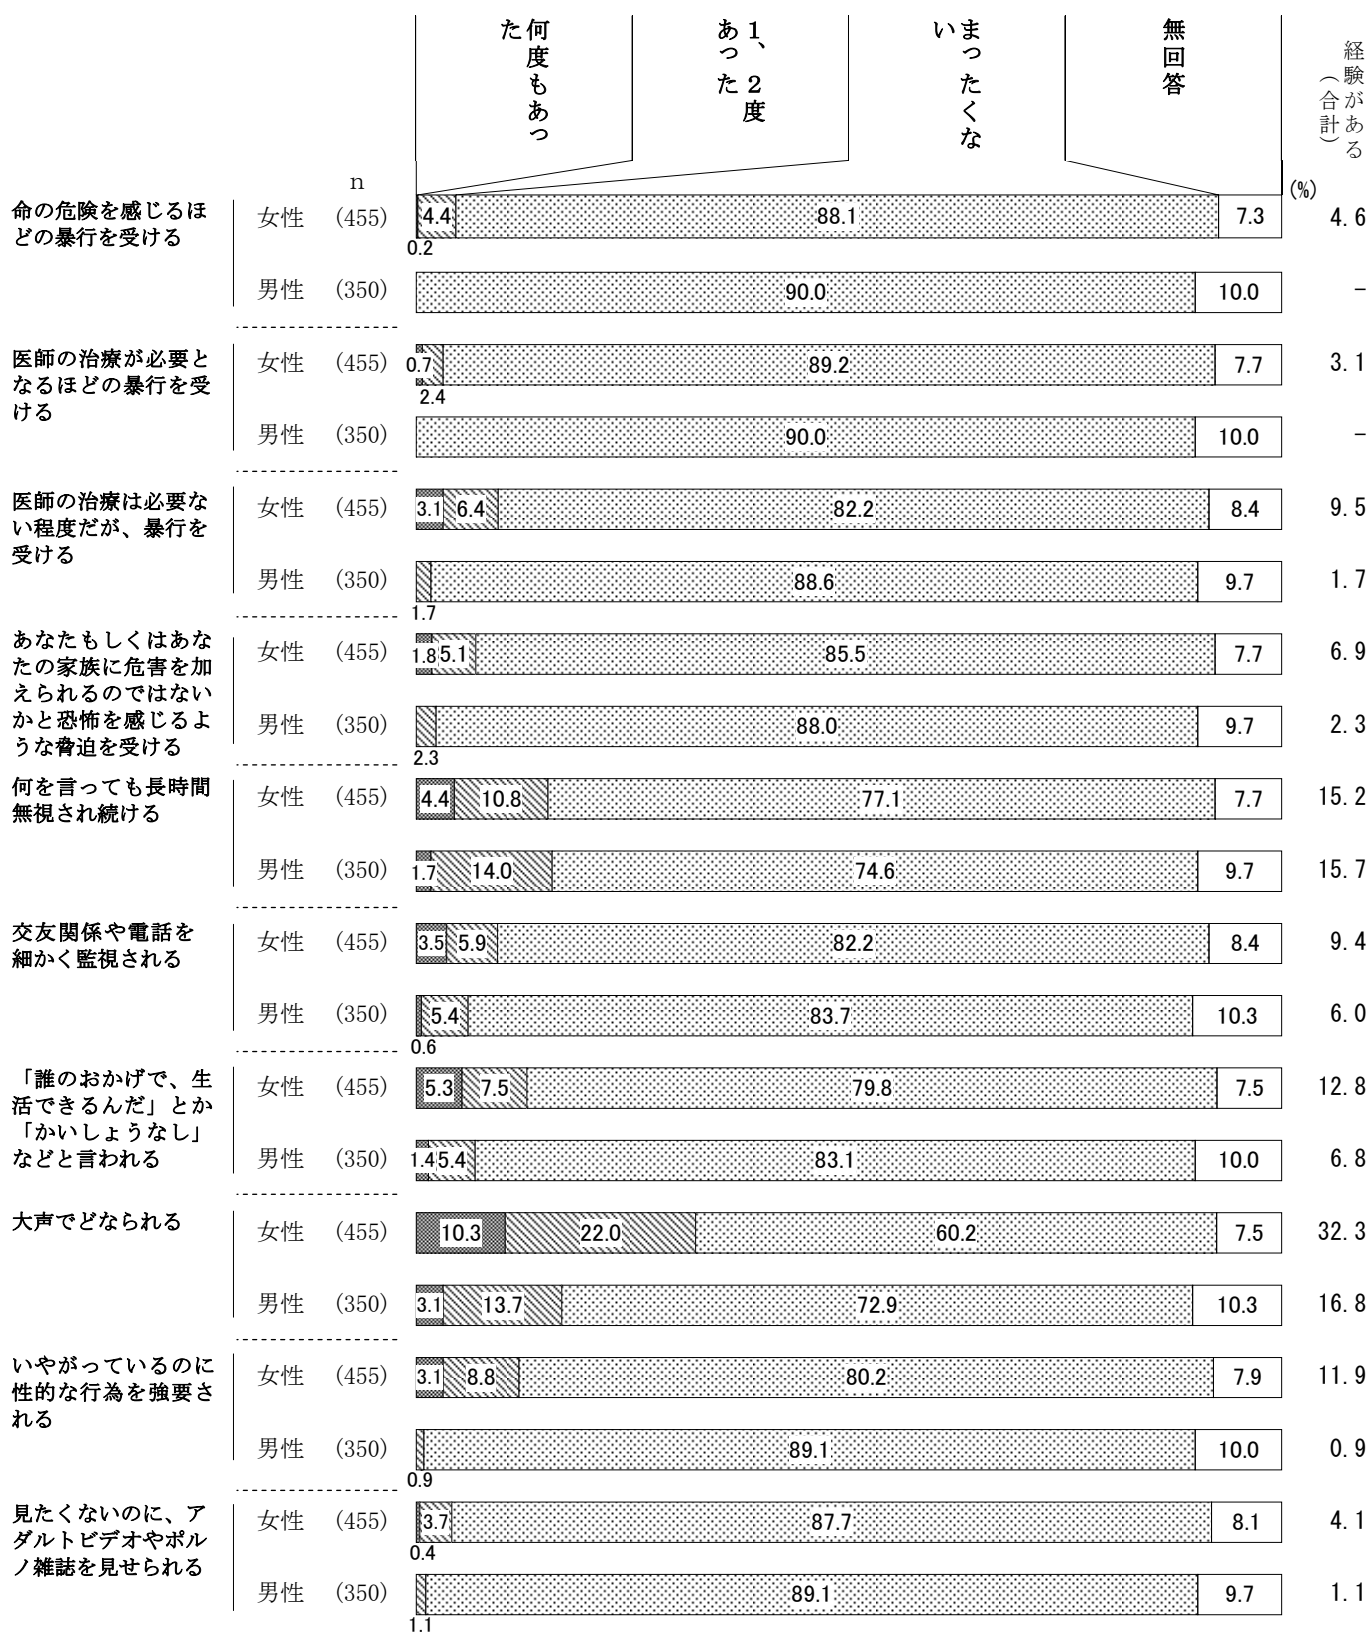 何度もあった
1、2度あった
まったくない
無回答
経験がある（合計）
n
(%)
命の危険を感じるほ
どの暴行を受ける
女性 (455) 4.4 88.1 7.3 4.6
0.2
男性 (350) 90.0 10.0 −
医師の治療が必要と
なるほどの暴行を受
ける
女性 (455) 0.7 89.2 7.7 3.1
2.4
男性 (350) 90.0 10.0 −
医師の治療は必要な
い程度だが、暴行を
受ける
女性 (455) 3.1 6.4 82.2 8.4 9.5
男性 (350) 88.6 9.7 1.7
1.7
あなたもしくはあな
たの家族に危害を加
えられるのではない
かと恐怖を感じるよ
うな脅迫を受ける
女性 (455) 1.8 5.1 85.5 7.7 6.9
男性 (350) 88.0 9.7 2.3
2.3
何を言っても長時間
無視され続ける
女性 (455) 4.4 10.8 77.1 7.7 15.2
男性 (350) 1.7 14.0 74.6 9.7 15.7
交友関係や電話を
細かく監視される
女性 (455) 3.5 5.9 82.2 8.4 9.4
男性 (350) 5.4 83.7 10.3 6.0
0.6
「誰のおかげで、生
活できるんだ」とか
「かいしょうなし」
などと言われる
女性 (455) 5.3 7.5 79.8 7.5 12.8
男性 (350) 1.4 5.4 83.1 10.0 6.8
大声でどなられる
女性 (455) 10.3 22.0 60.2 7.5 32.3
男性 (350) 3.1 13.7 72.9 10.3 16.8
いやがっているのに
性的な行為を強要さ
れる
女性 (455) 3.1 8.8 80.2 7.9 11.9
男性 (350) 89.1 10.0 0.9
0.9
見たくないのに、ア
ダルトビデオやポル
ノ雑誌を見せられる
女性 (455) 3.7 87.7 8.1 4.1
0.4
男性 (350) 89.1 9.7 1.1
1.1